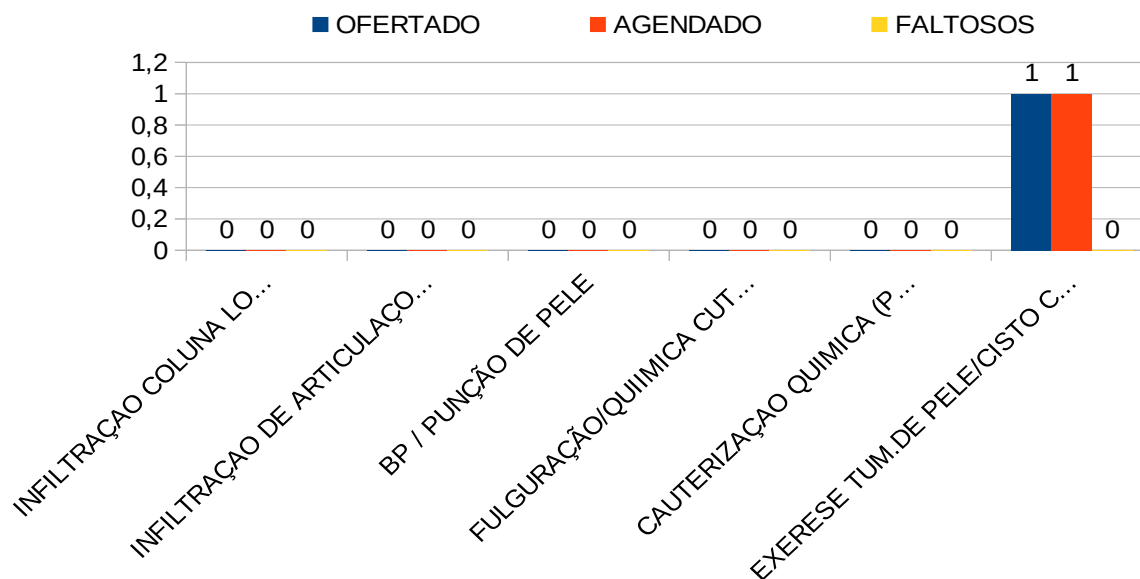 OFERTADO AGENDADO FALTOSOS
1,2
1
0,8
0,6
0,4
0,2
0
0 0 0 0 0 0 0 0 0 0 0 0 0 0 0 1 1 0
INFILTRAÇAO COLUNA LO...
INFILTRAÇAO DE ARTICULAÇO...
BP / PUNÇÃO DE PELE
FULGURAÇÃO/QUIIMICA CUT...
CAUTERIZAÇAO QUIMICA (P...
EXERESE TUM.DE PELE/CISTO C...